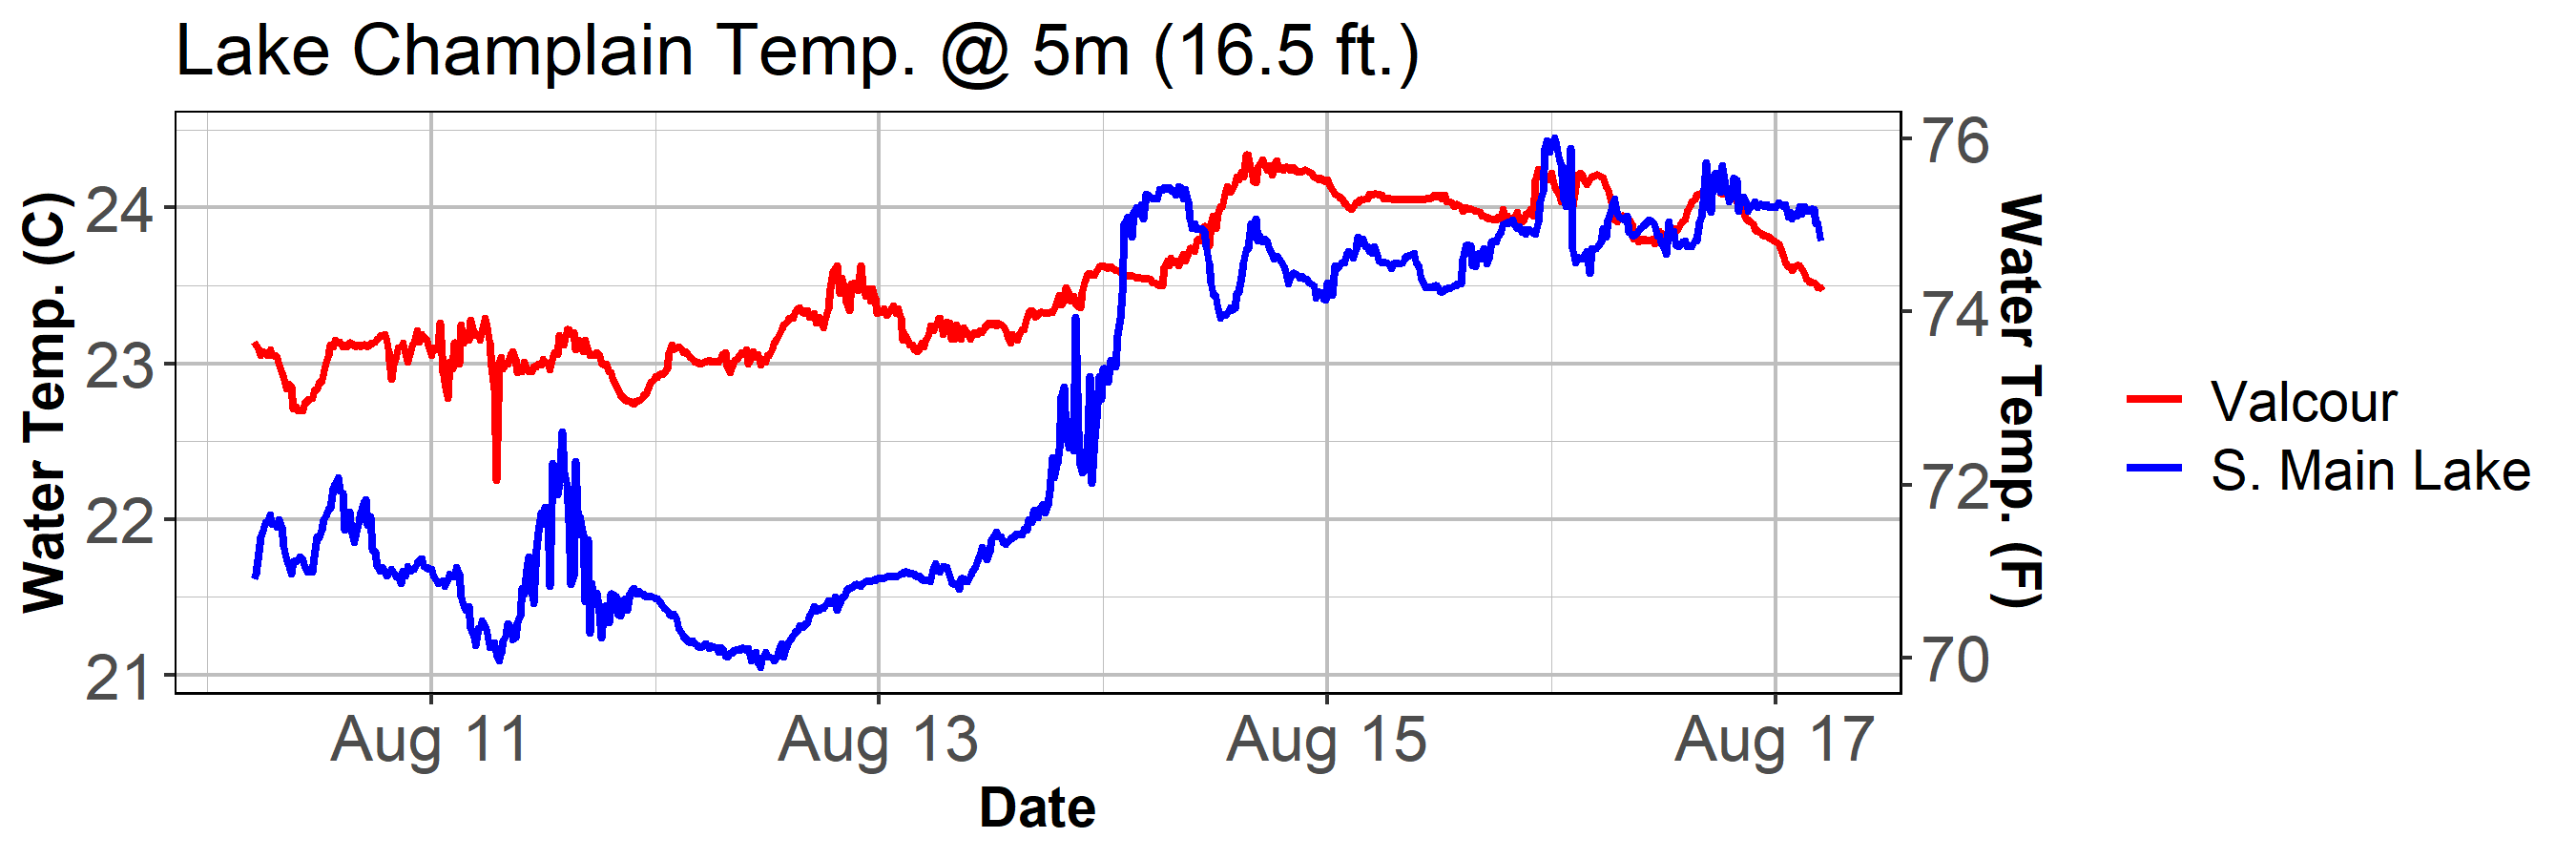 Lake Champlain Temp. @ 5m (16.5 ft.)
Water Temp. (C)
24
23
22
21
76
74
72
70
Water Temp. (F)
Aug 11 Aug 13 Aug 15 Aug 17
Date
Valcour
S. Main Lake